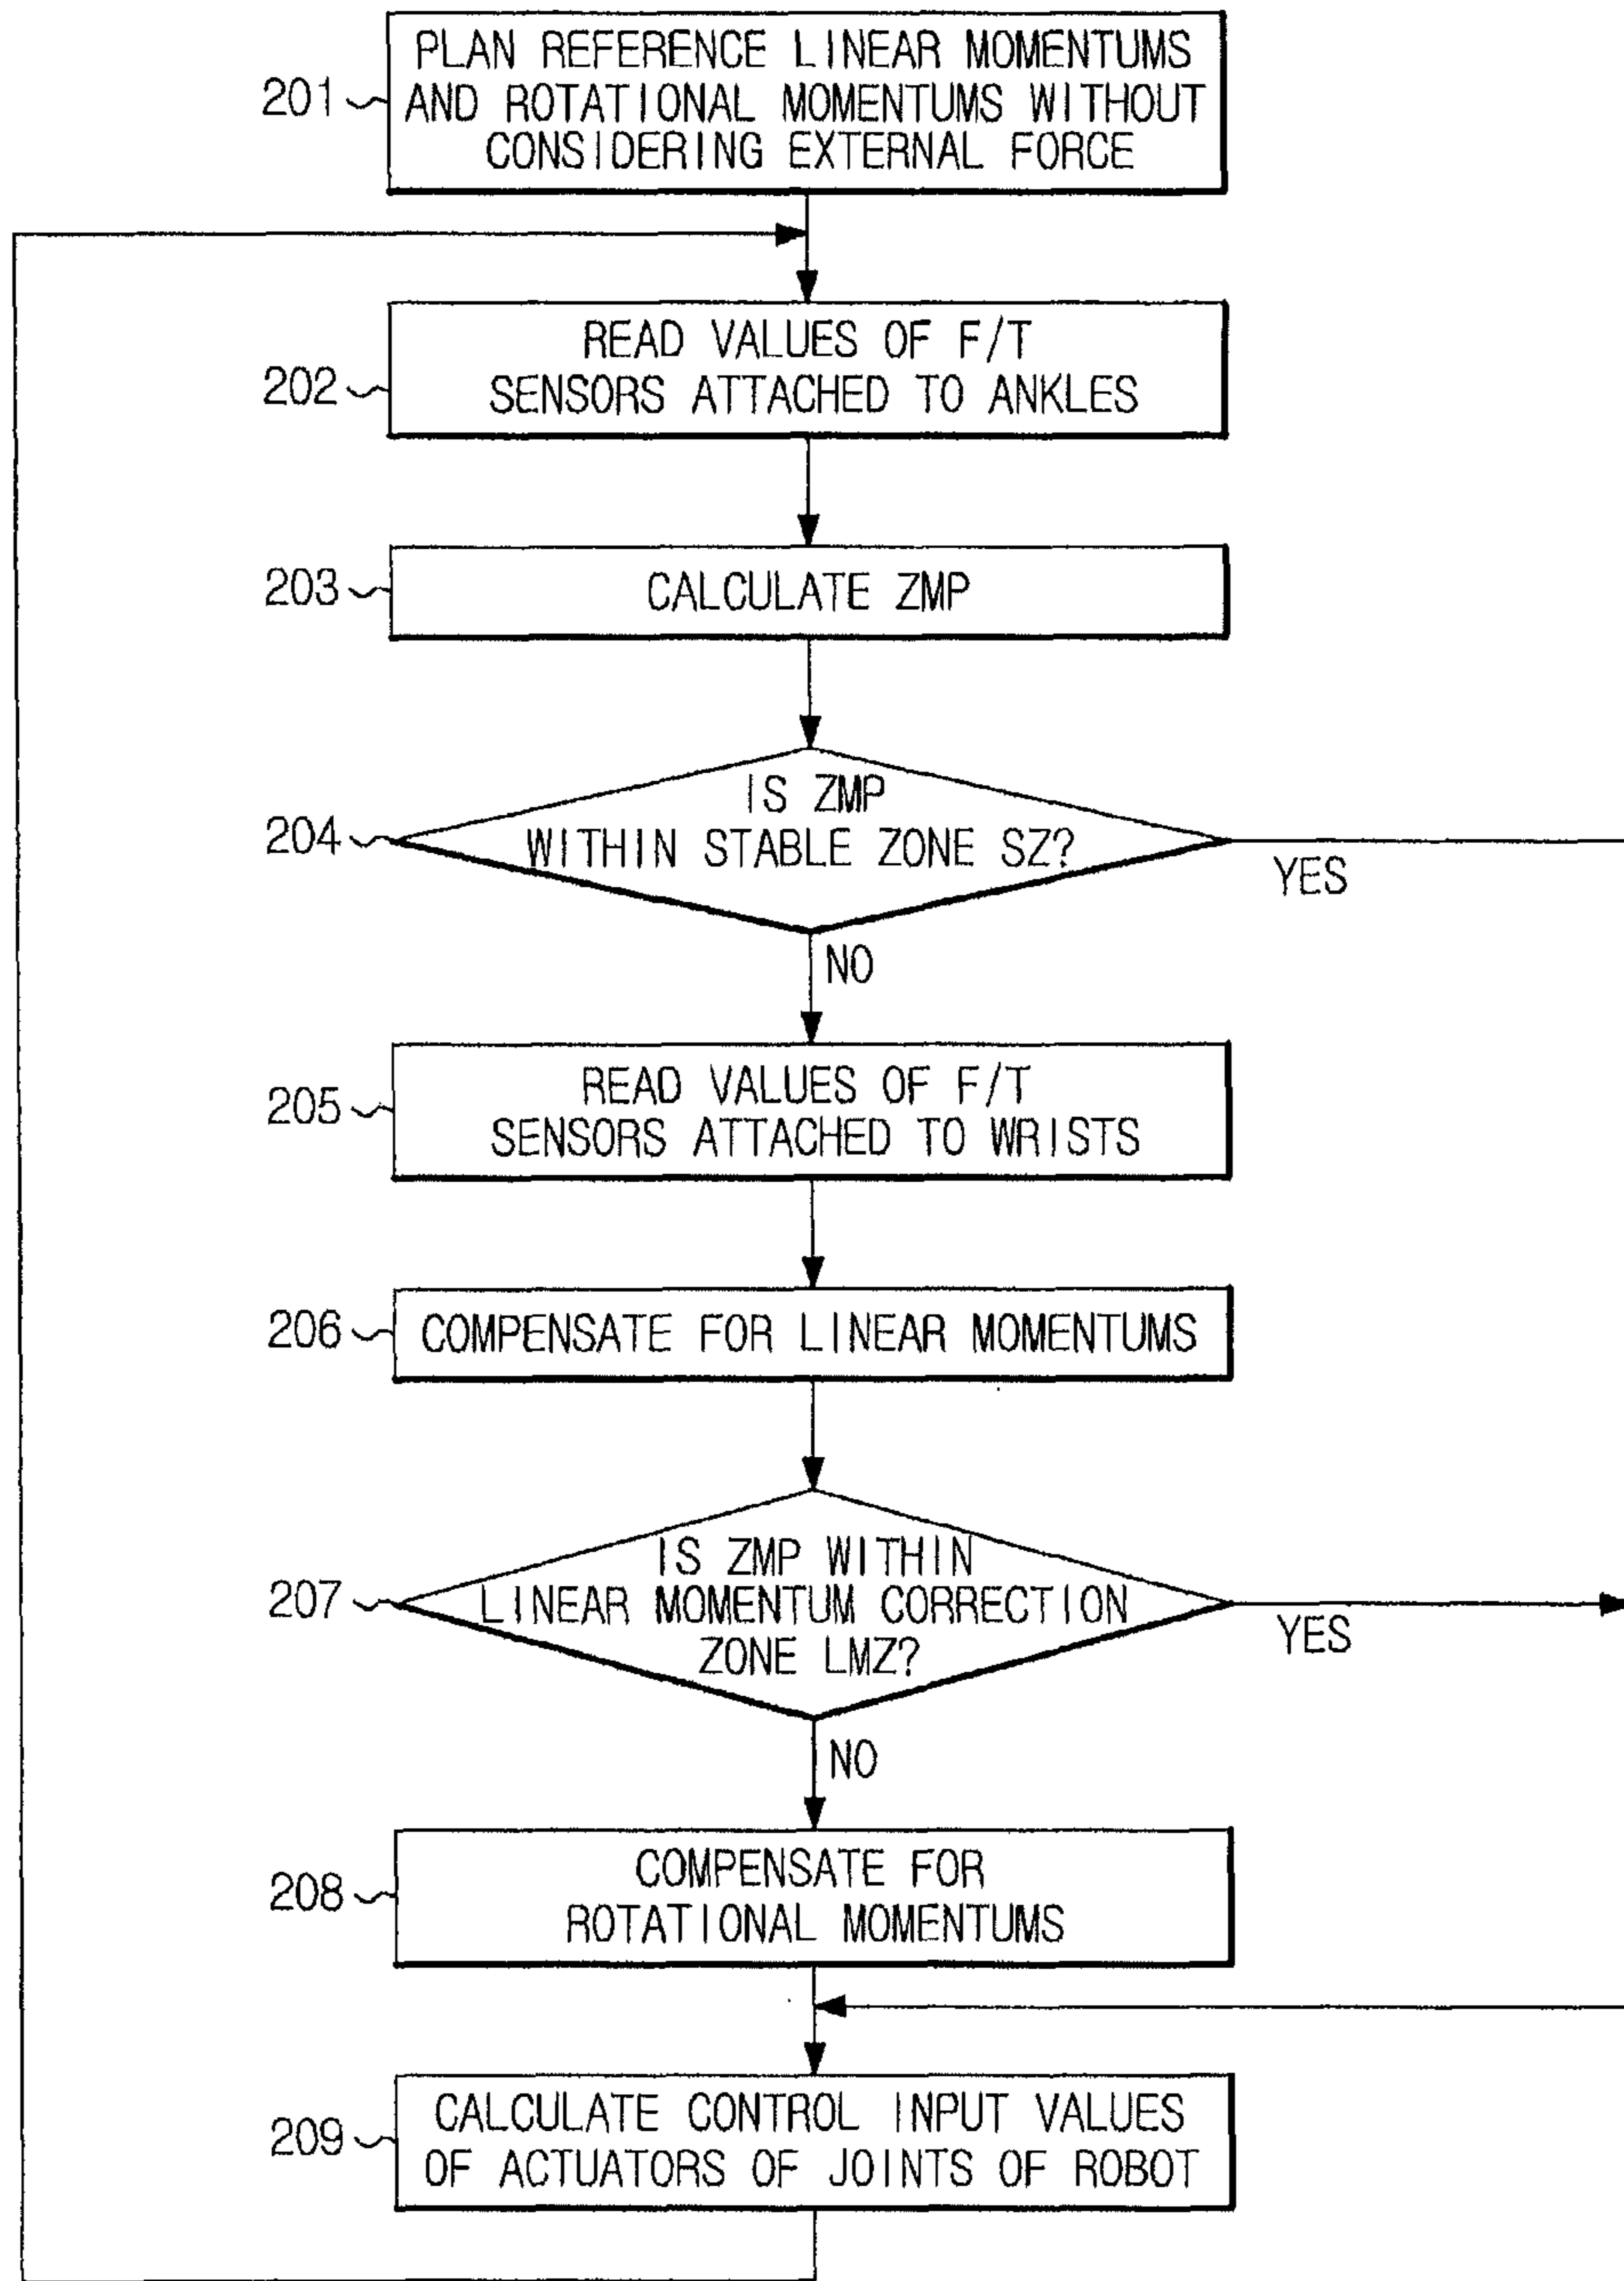 PLAN REFERENCE LINEAR MOMENTUMS
201 AND ROTATIONAL MOMENTUMS WITHOUT
CONSIDERING EXTERNAL FORCE
READ VALUES OF F/T
202 SENSORS ATTACHED TO ANKLES
203 CALCULATE ZMP
IS ZMP
204 WITHIN STABLE ZONE SZ?
YES
NO
READ VALUES OF F/T
205 SENSORS ATTACHED TO WRISTS
206 COMPENSATE FOR LINEAR MOMENTUMS
IS ZMP WITHIN
207 LINEAR MOMENTUM CORRECTION
ZONE LMZ?
YES
NO
COMPENSATE FOR
208 ROTATIONAL MOMENTUMS
CALCULATE CONTROL INPUT VALUES
209 OF ACTUATORS OF JOINTS OF ROBOT